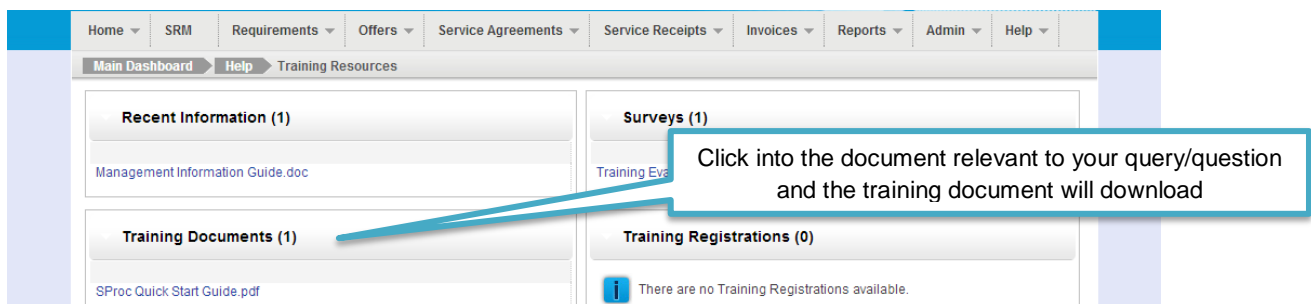 Home SRM Requirements Offers Service Agreements Service Receipts Invoices Reports Admin Help
Main Dashboard Help Training Resources
Recent Information (1)
Management Information Guide.doc
Surveys (1)
Training
Click into the document relevant to your query/question
and the training document will download
Training Documents (1)
SProc Quick Start Guide.pdf
Training Registrations (0)
There are no Training Registrations available.